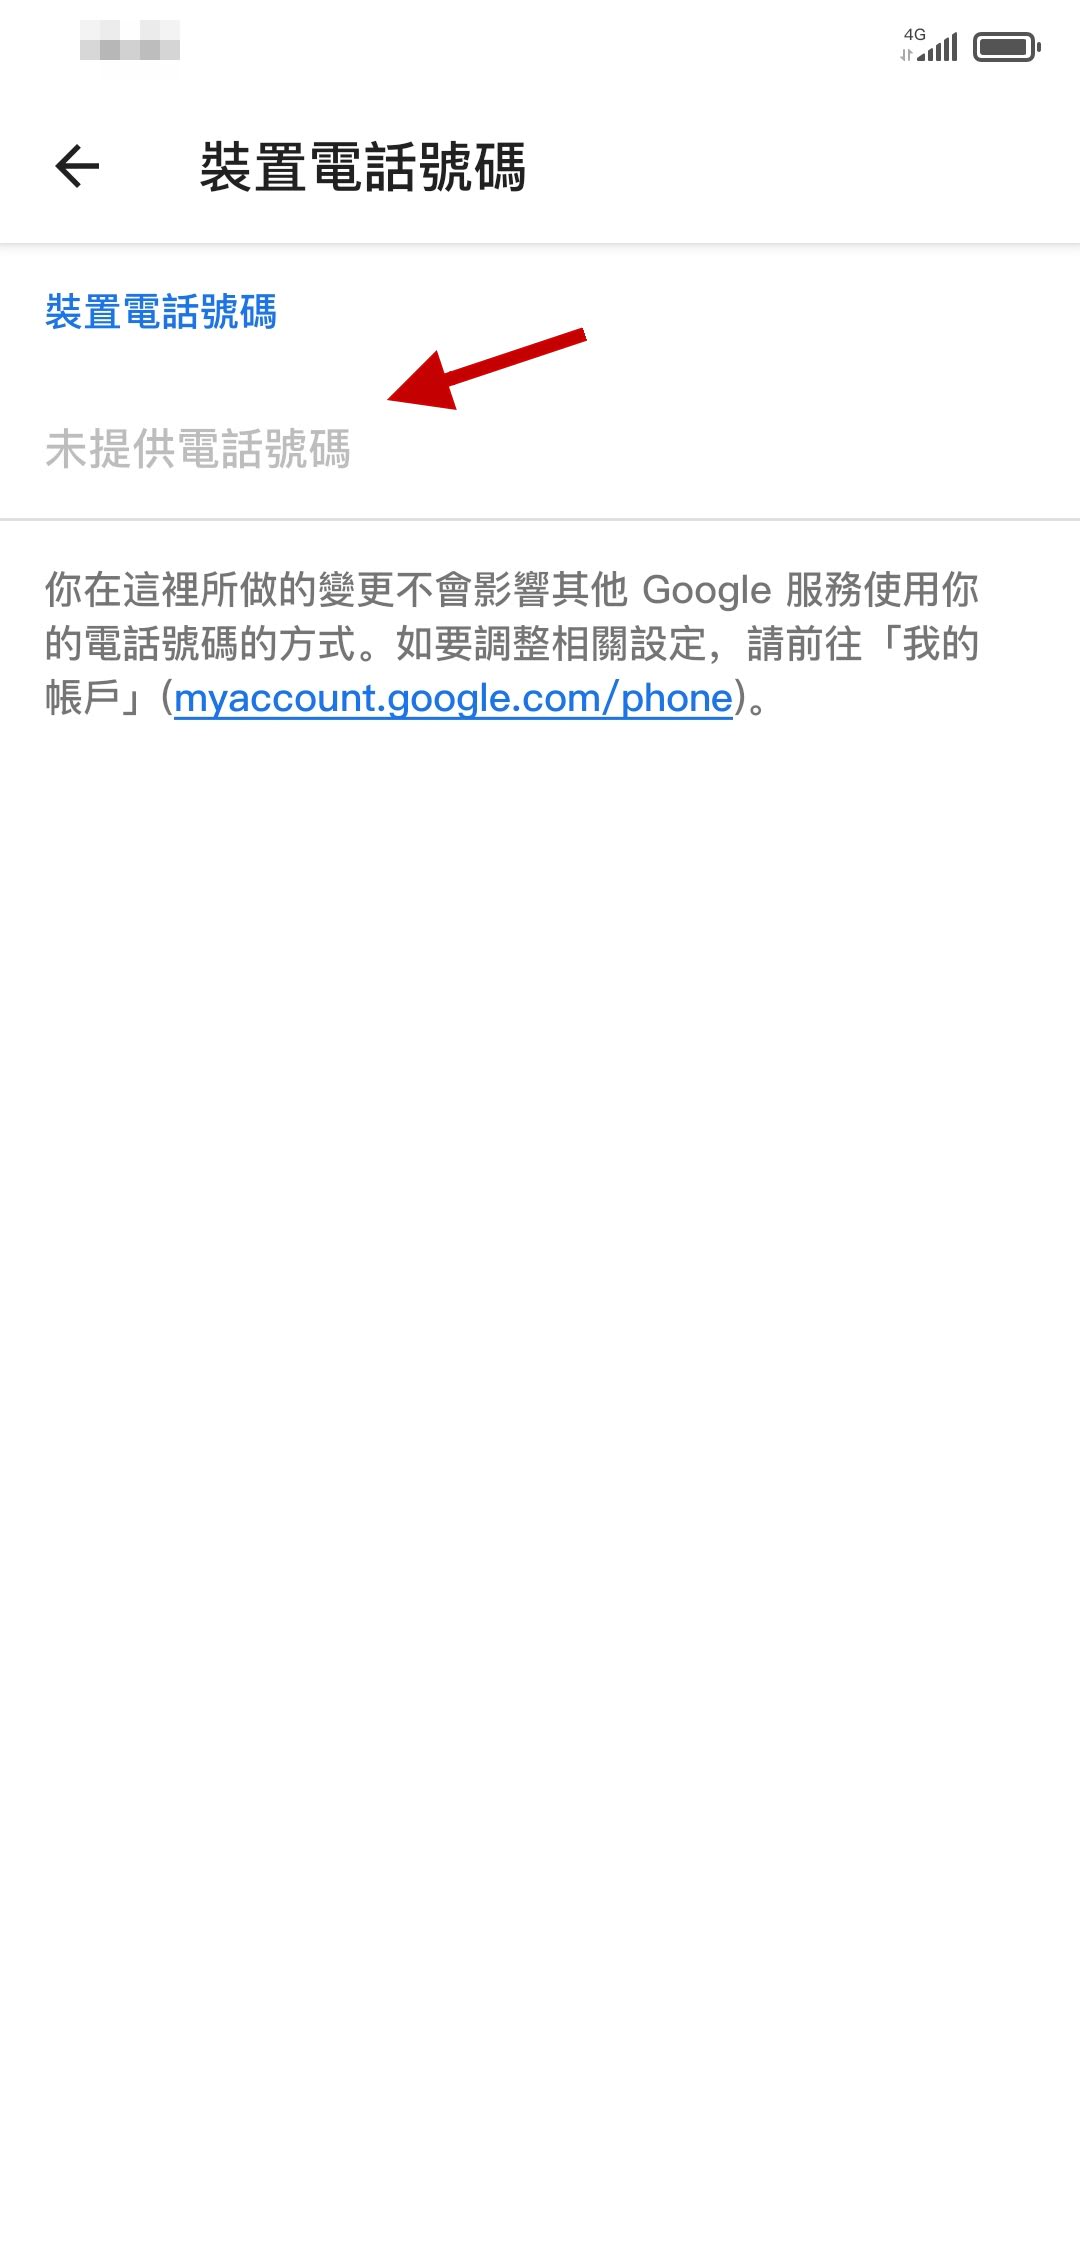 4G
裝置電話號碼
裝置電話號碼
未提供電話號碼
你在這裡所做的變更不會影響其他 Google 服務使用你
的電話號碼的方式。如要調整相關設定，請前往「我的
帳戶」(myaccount.google.com/phone)。